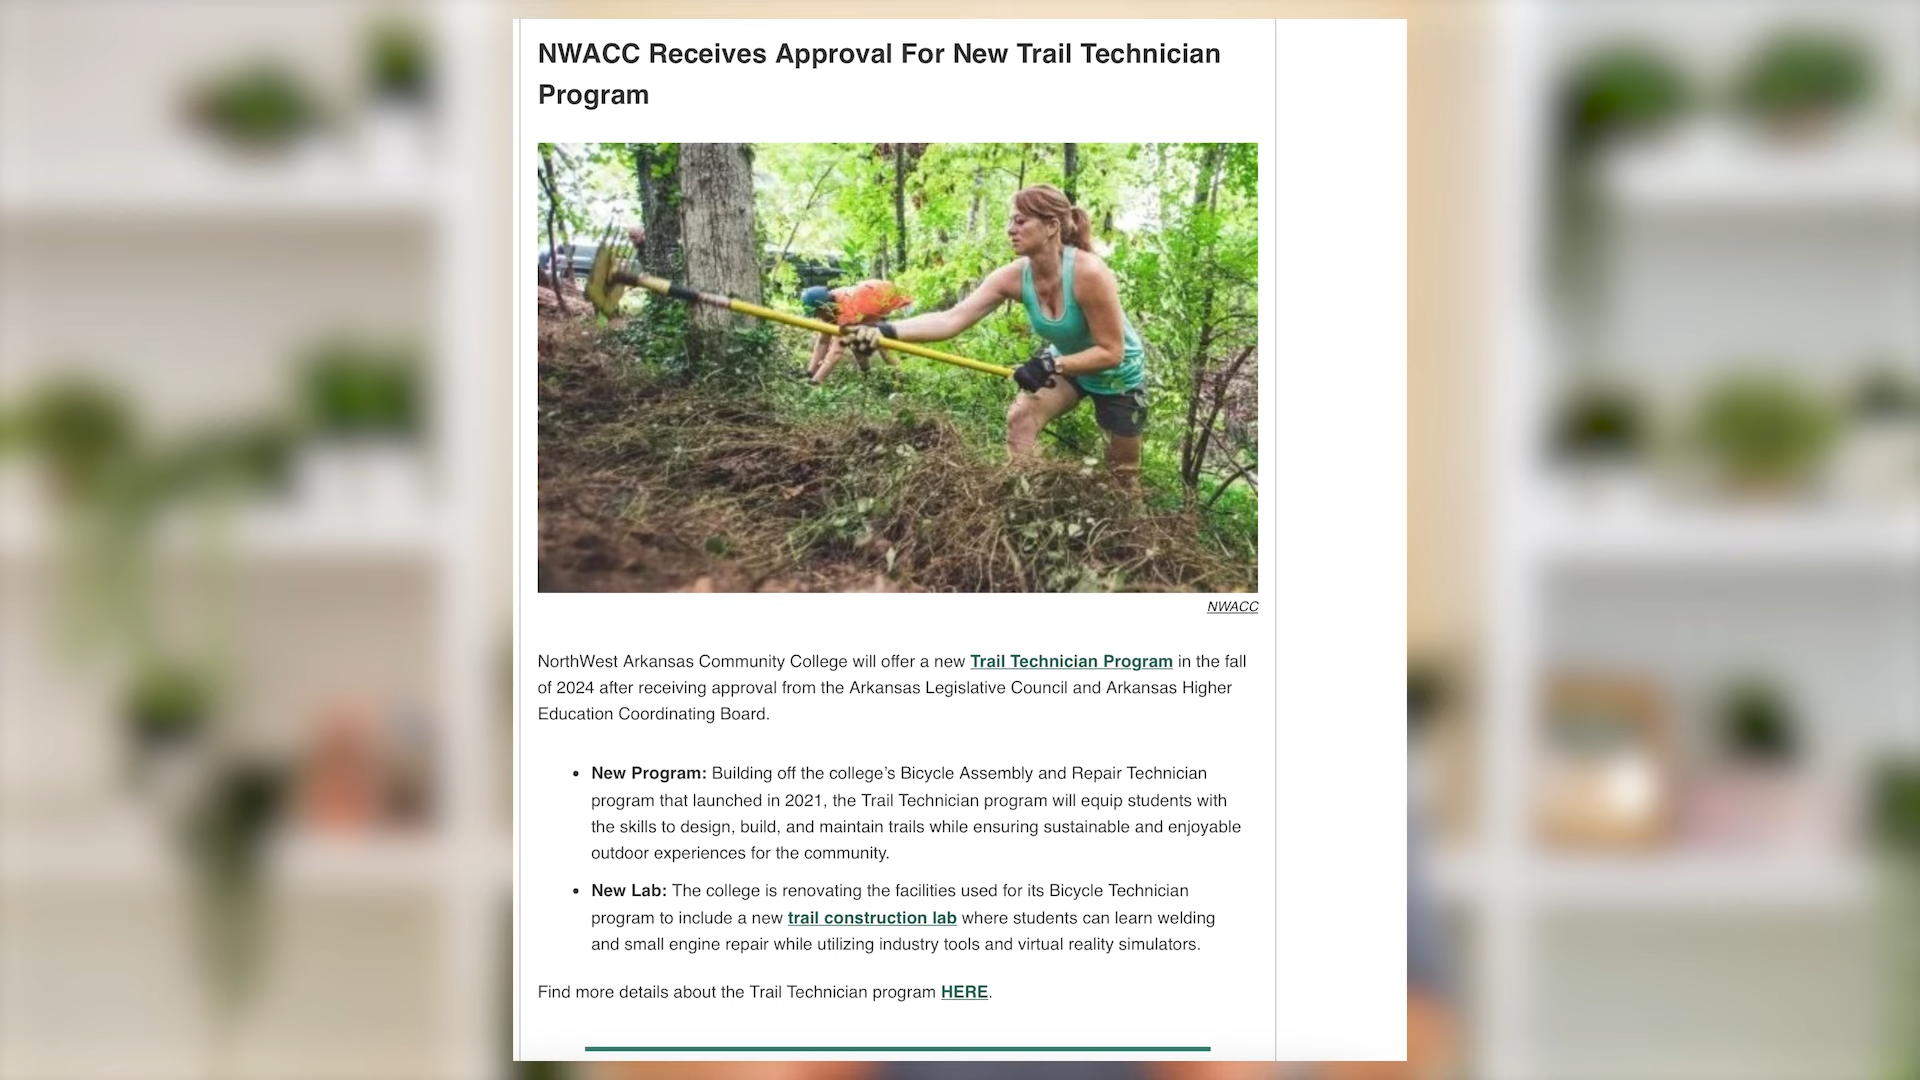 NWACC Receives Approval For New Trail Technician
Program
NWACC
NorthWest Arkansas Community College will offer a new Trail Technician Program in the fall
of 2024 after receiving approval from the Arkansas Legislative Council and Arkansas Higher
Education Coordinating Board.
• New Program: Building off the college’s Bicycle Assembly and Repair Technician
program that launched in 2021, the Trail Technician program will equip students with
the skills to design, build, and maintain trails while ensuring sustainable and enjoyable
outdoor experiences for the community.
• New Lab: The college is renovating the facilities used for its Bicycle Technician
program to include a new trail construction lab where students can learn welding
and small engine repair while utilizing industry tools and virtual reality simulators.
Find more details about the Trail Technician program HERE.